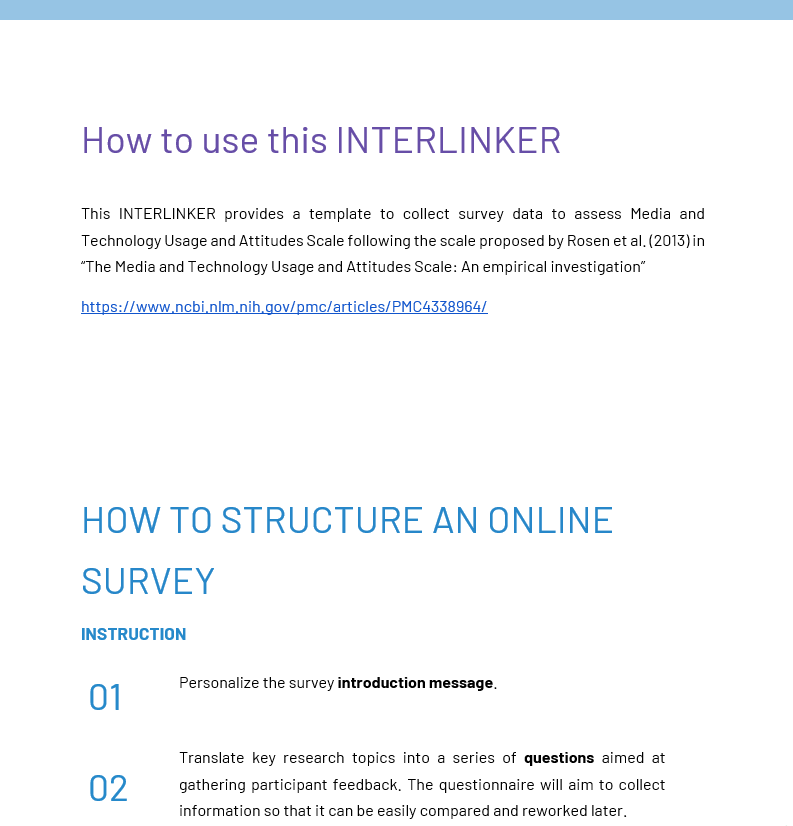 How to use this INTERLINKER
This INTERLINKER provides a template to collect survey data to assess Media and
Technology Usage and Attitudes Scale following the scale proposed by Rosen et al. (2013) in
“The Media and Technology Usage and Attitudes Scale: An empirical investigation”
https://www.ncbi.nlm.nih.gov/pmc/articles/PMC4338964/
HOW TO STRUCTURE AN ONLINE
SURVEY
INSTRUCTION
01
Personalize the survey introduction message.
02
Translate key research topics into a series of questions aimed at
gathering participant feedback. The questionnaire will aim to collect
information so that it can be easily compared and reworked later.